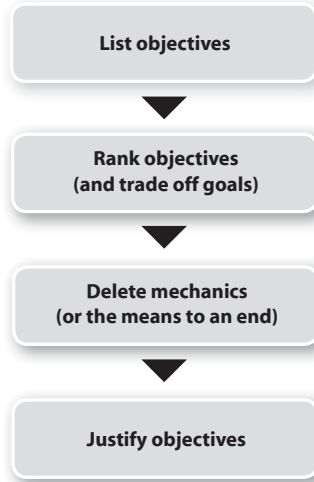 List objectives
Rank objectives
(and trade off goals)
Delete mechanics
(or the means to an end)
Justify objectives